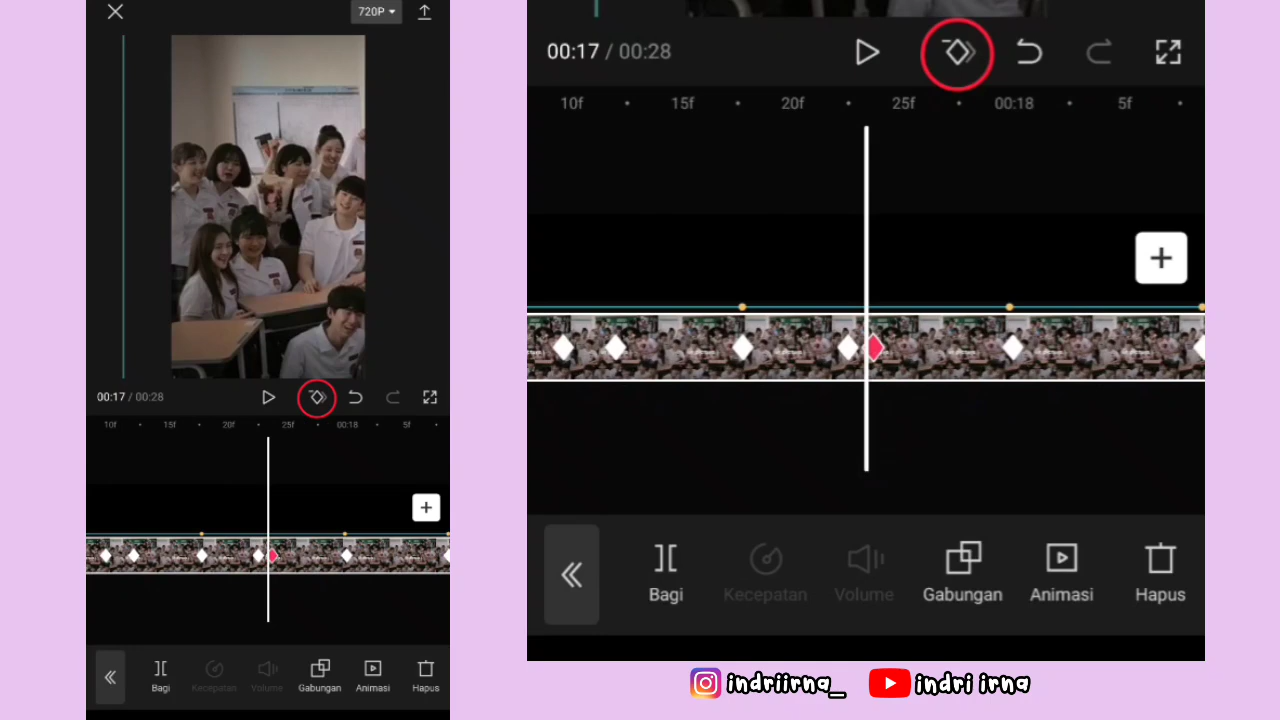 720P
00:17 / 00:28
10f 15f 20f 25f 00:18 5f
+
Bagi Kecepatan Volume Gabungan Animasi Hapus
00:17 / 00:28
10f 15f 20f 25f 00:18 5f
+
Bagi Kecepatan Volume Gabungan Animasi Hapus
indriirna_ indri irna